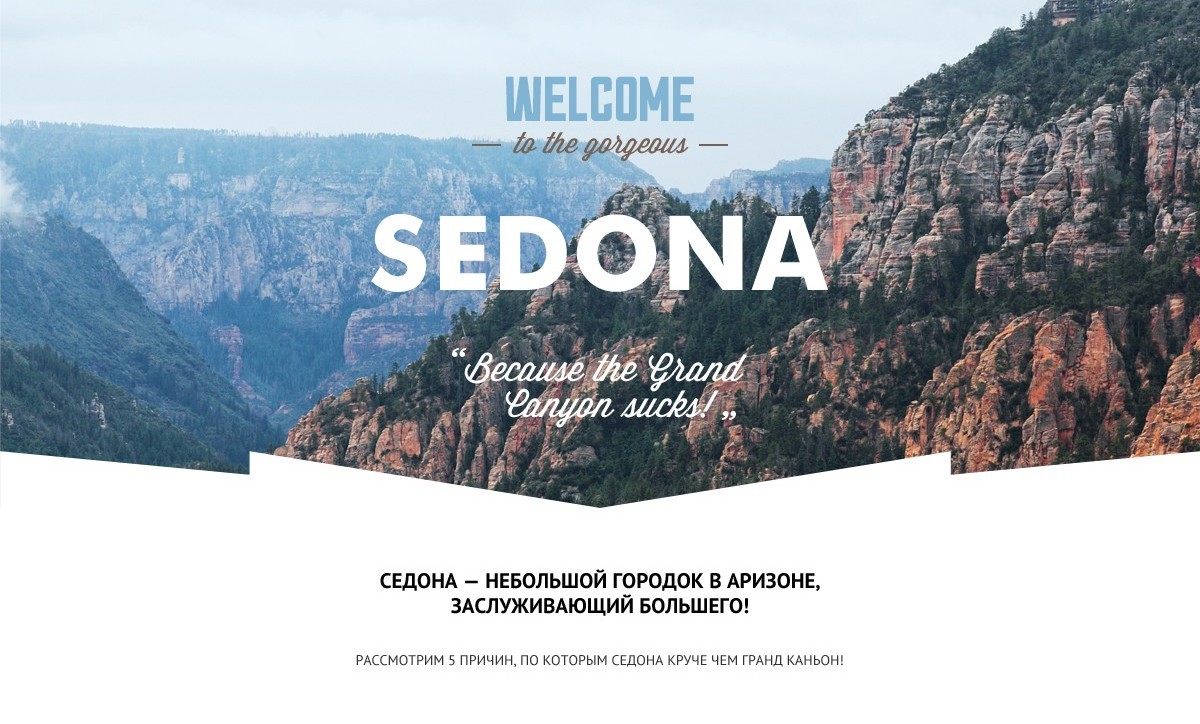 WELCOME
— to the gorgeous —
SEDONA
“Because the Grand
Canyon sucks!„
СЕДОНА — НЕБОЛЬШОЙ ГОРОДОК В АРИЗОНЕ,
ЗАСЛУЖИВАЮЩИЙ БОЛЬШЕГО!
РАССМОТРИМ 5 ПРИЧИН, ПО КОТОРЫМ СЕДОНА КРУЧЕ ЧЕМ ГРАНД КАНЬОН!